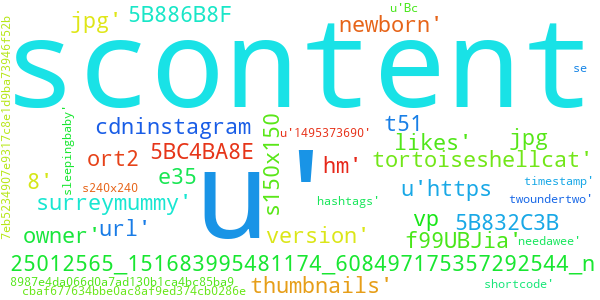 u'Bc
jpg' 5B886B8F newborn'
scontent
se
cdninstagram u'1495373690' t51
likes' jpg
ort2 5BC4BA8E hm' tortoiseshellcat'
8' s240x240 e35 s150x150 u' ' u'https timestamp'
sleepingbaby'
7eb5234907e9317c8e1d9ba73946f52b
surreymummy' hashtags' twoundertwo'
owner' url' version' vp 5B832C3B
f99UBJia' needawee'
25012565_151683995481174_608497175357292544_n
8987e4da066d0a7ad130b1ca4bc85ba9 thumbnails' shortcode'
cbaf677634bbe0ac8af9ed374cb0286e